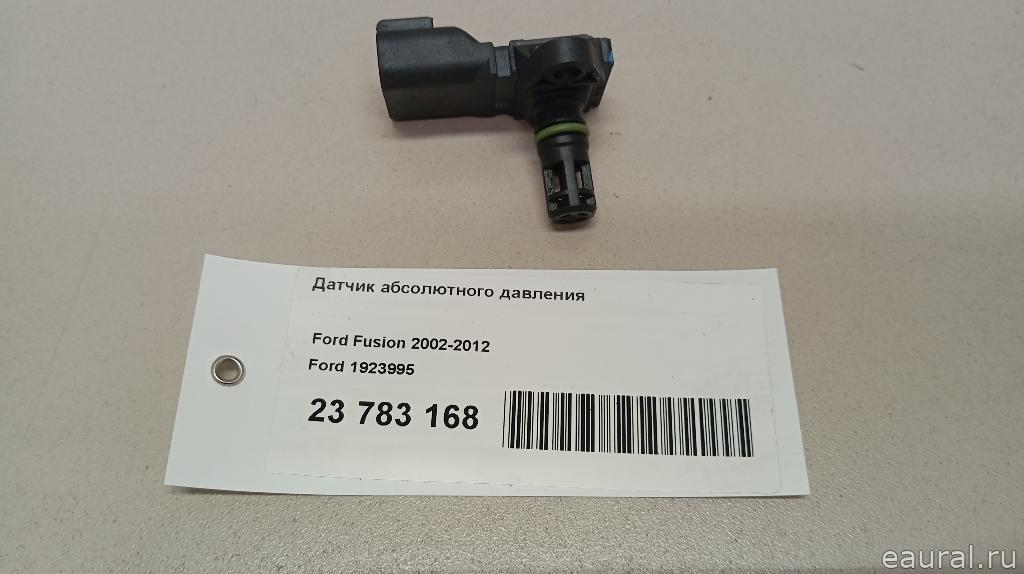 Датчик абсолютного давления
Ford Fusion 2002-2012
Ford 1923995
23 783 168
eaural.ru